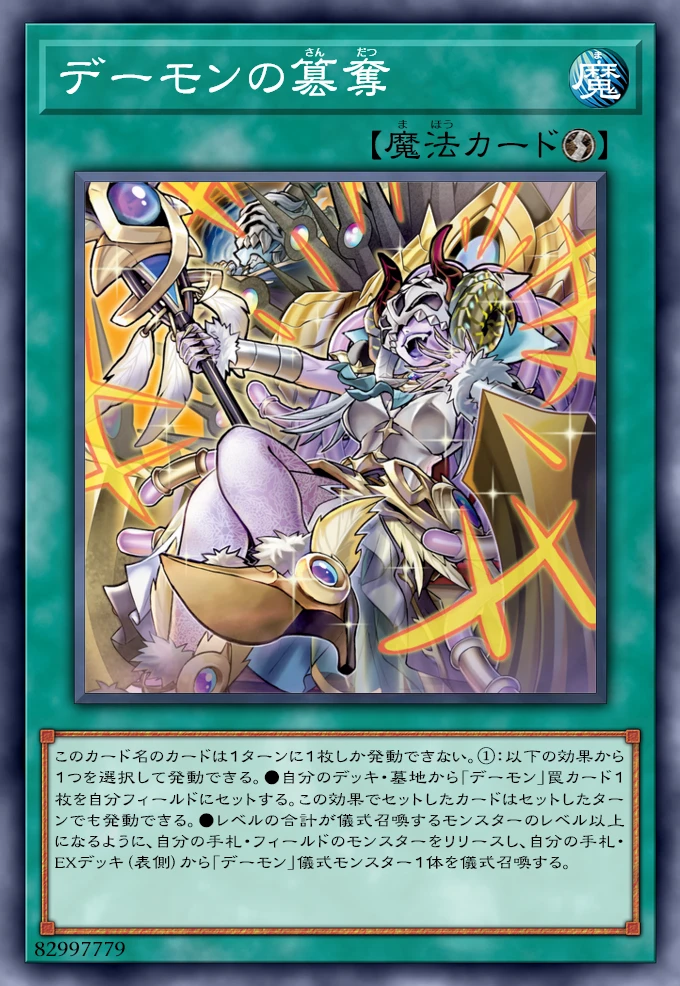 デーモンの簒奪
さん だつ
魔
ま
【魔法カード】
ま ほう
このカード名のカードは1ターンに1枚しか発動できない。①:以下の効果から
1つを選択して発動できる。●自分のデッキ・墓地から「デーモン」罠カード1
枚を自分フィールドにセットする。この効果でセットしたカードはセットしたター
ンでも発動できる。●レベルの合計が儀式召喚するモンスターのレベル以上
になるように、自分の手札・フィールドのモンスターをリリースし、自分の手札・
EXデッキ(表側)から「デーモン」儀式モンスター1体を儀式召喚する。
82997779